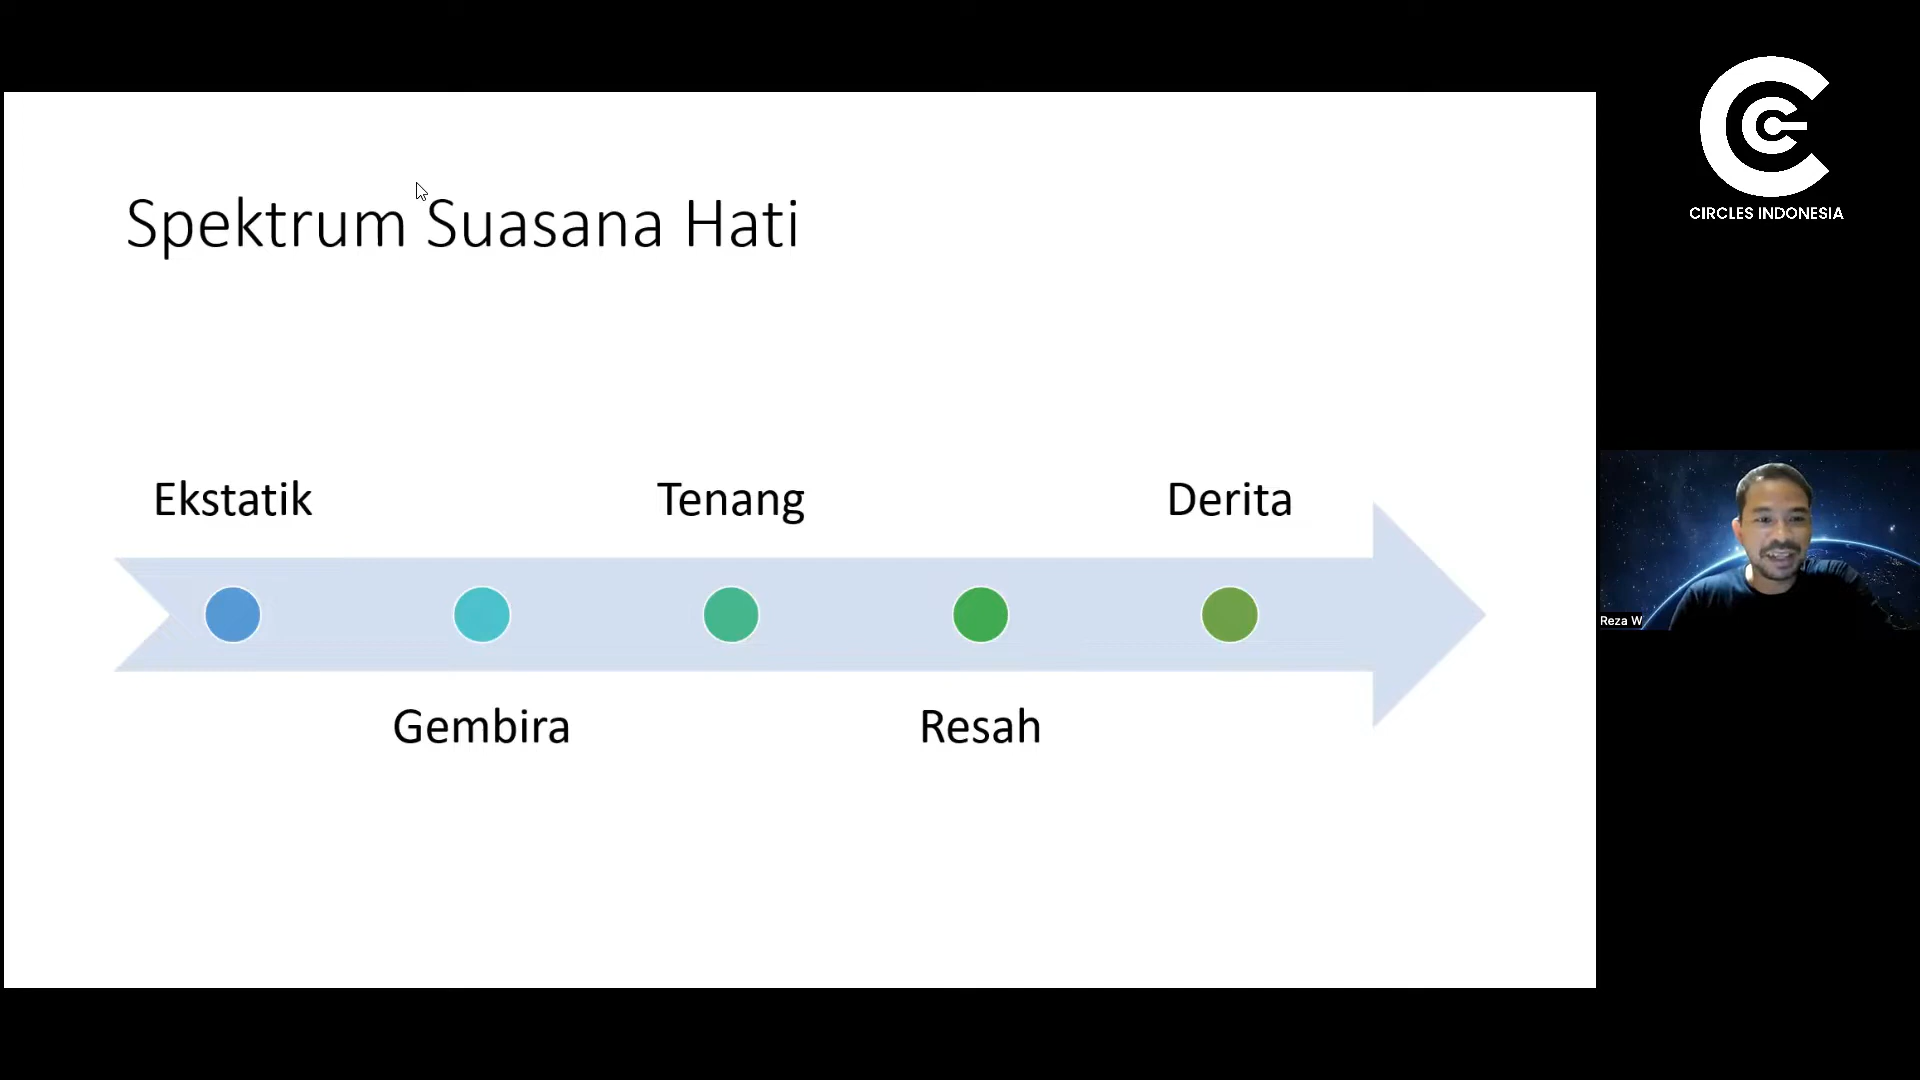 Spektrum Suasana Hati
Ekstatik
Gembira
Tenang
Resah
Derita
CIRCLES INDONESIA
Reza W